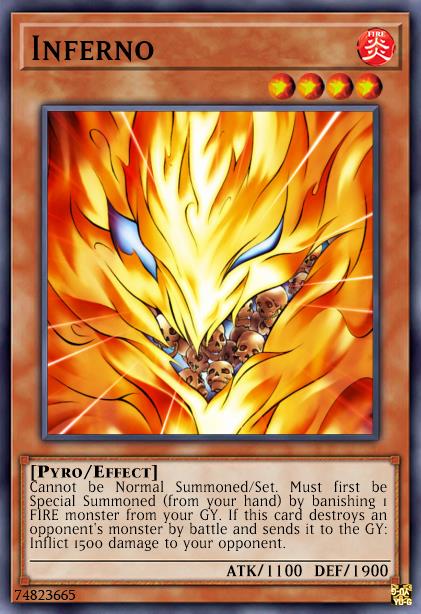 Inferno
FIRE
炎
[Pyro/Effect]
Cannot be Normal Summoned/Set. Must first be
Special Summoned (from your hand) by banishing 1
FIRE monster from your GY. If this card destroys an
opponent's monster by battle and sends it to the GY:
Inflict 1500 damage to your opponent.
ATK/1100 DEF/1900
74823665